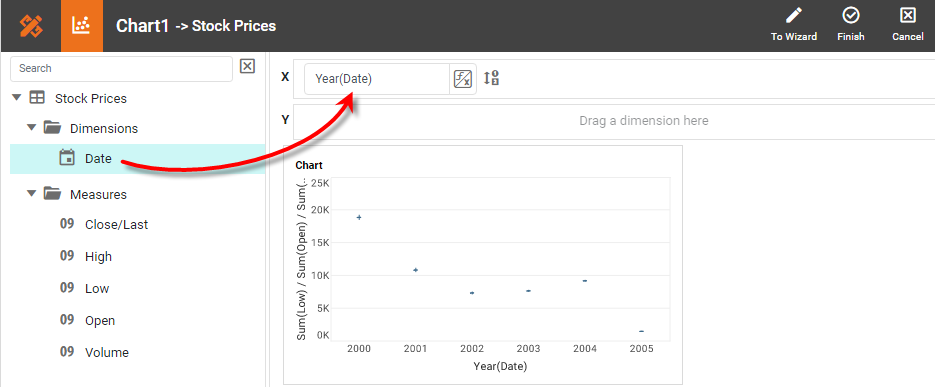 Chart1 -> Stock Prices
To Wizard
Finish
Cancel
Search
Stock Prices
Dimensions
Date
Measures
09 Close/Last
09 High
09 Low
09 Open
09 Volume
X
Year(Date)
f/x
Y
Drag a dimension here
Chart
Sum(Low) / Sum(Open) / Sum(..
25K
20K
15K
10K
5K
0K
2000 2001 2002 2003 2004 2005
Year(Date)